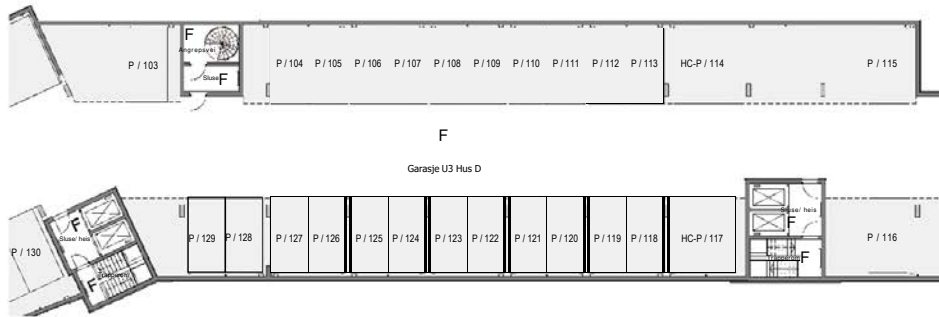 F
Angrepsvei
Sluse F
P / 103
P / 104
P / 105
P / 106
P / 107
P / 108
P / 109
P / 110
P / 111
P / 112
P / 113
HC-P / 114
P / 115
F
Garasje U3 Hus D
F
Sluse/ heis
Trapperom
F
P / 130
P / 129
P / 128
P / 127
P / 126
P / 125
P / 124
P / 123
P / 122
P / 121
P / 120
P / 119
P / 118
HC-P / 117
Sluse/ heis
F
Trapperom F
P / 116